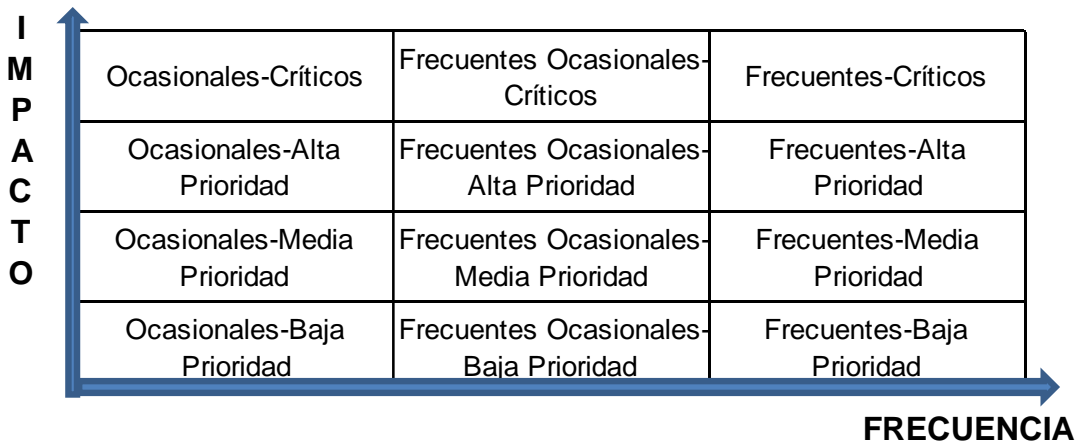 IMPACTO
Ocasionales-Críticos
Frecuentes Ocasionales-
Críticos
Frecuentes-Críticos
Ocasionales-Alta
Prioridad
Frecuentes Ocasionales-
Alta Prioridad
Frecuentes-Alta
Prioridad
Ocasionales-Media
Prioridad
Frecuentes Ocasionales-
Media Prioridad
Frecuentes-Media
Prioridad
Ocasionales-Baja
Prioridad
Frecuentes Ocasionales-
Baja Prioridad
Frecuentes-Baja
Prioridad
FRECUENCIA